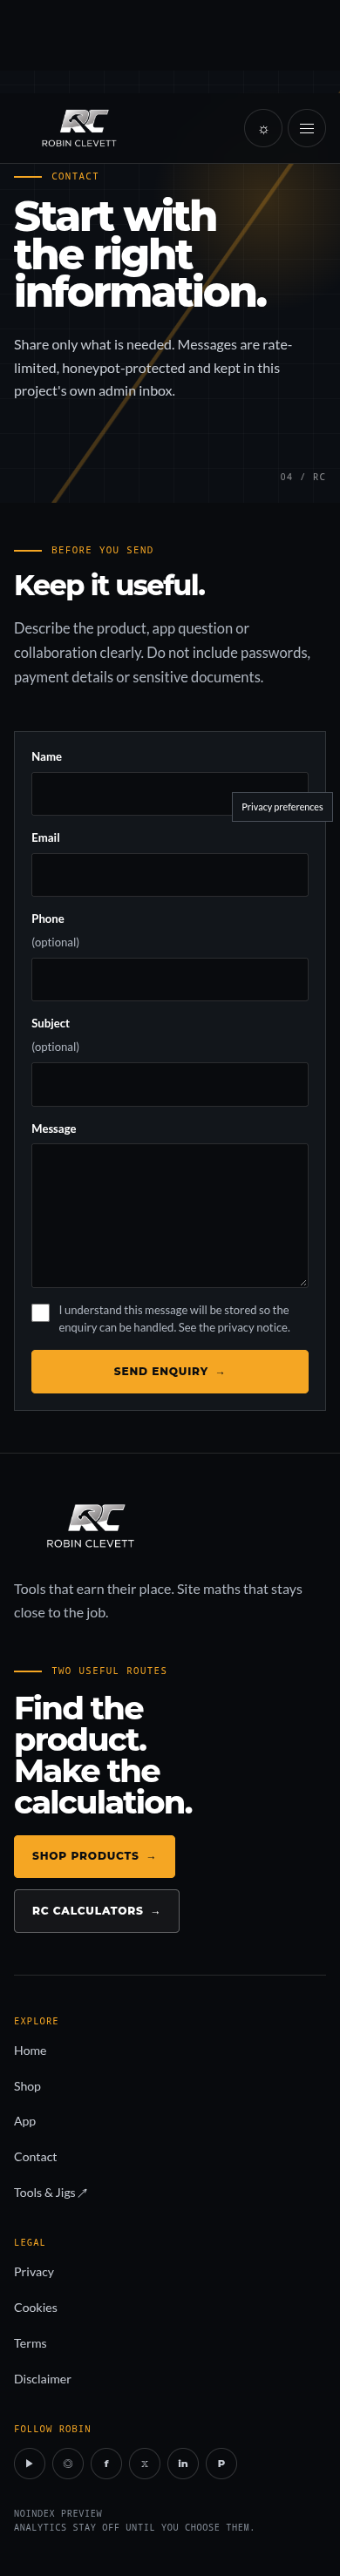 RC
ROBIN CLEVETT
CONTACT
Start with
the right
information.
Share only what is needed. Messages are rate-
limited, honeypot-protected and kept in this
project's own admin inbox.
04 / RC
BEFORE YOU SEND
Keep it useful.
Describe the product, app question or
collaboration clearly. Do not include passwords,
payment details or sensitive documents.
Name
Privacy preferences
Email
Phone
(optional)
Subject
(optional)
Message
I understand this message will be stored so the
enquiry can be handled. See the privacy notice.
SEND ENQUIRY →
RC
ROBIN CLEVETT
Tools that earn their place. Site maths that stays
close to the job.
TWO USEFUL ROUTES
Find the
product.
Make the
calculation.
SHOP PRODUCTS →
RC CALCULATORS →
EXPLORE
Home
Shop
App
Contact
Tools & Jigs ↗
LEGAL
Privacy
Cookies
Terms
Disclaimer
FOLLOW ROBIN
f X in P
NOINDEX PREVIEW
ANALYTICS STAY OFF UNTIL YOU CHOOSE THEM.